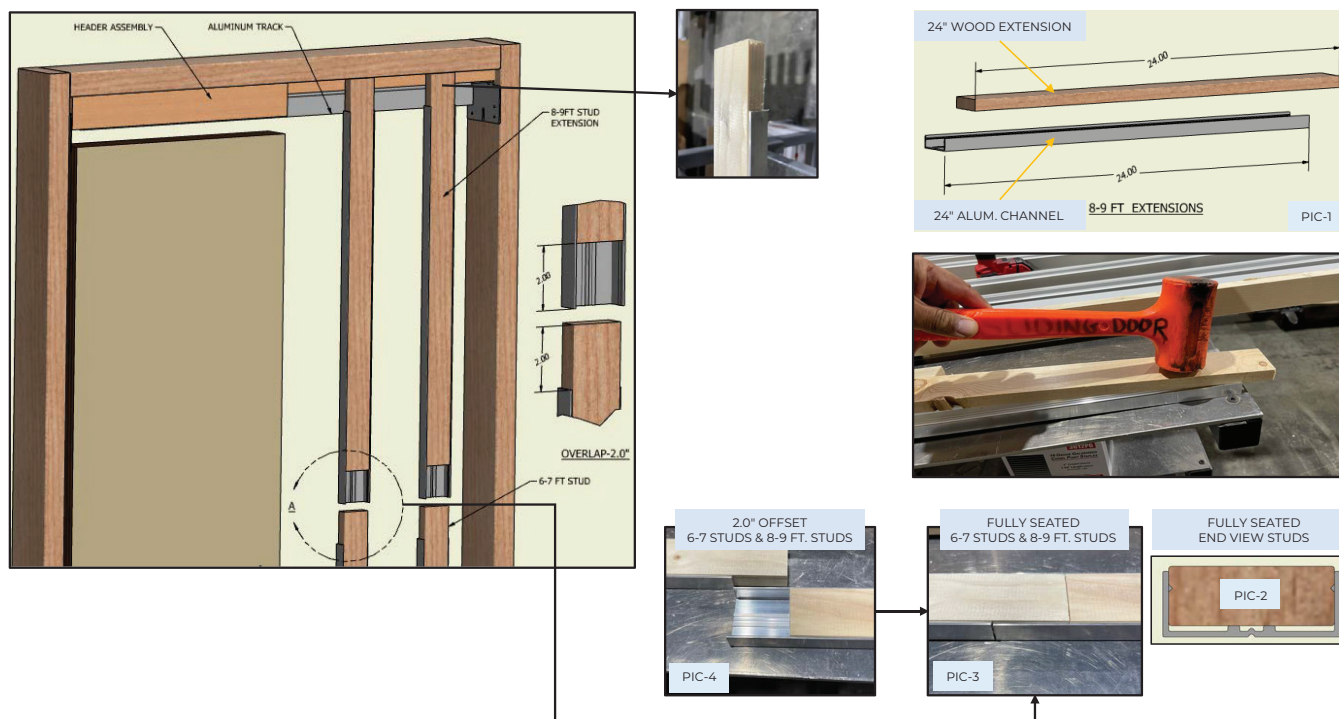 HEADER ASSEMBLY
ALUMINUM TRACK
8-9FT STUD
EXTENSION
2.00
2.00
OVERLAP-2.0"
6-7 FT STUD
A
24" WOOD EXTENSION
24.00
24.00
24" ALUM. CHANNEL
8-9 FT EXTENSIONS
PIC-1
SLIDING DOOR
2.0" OFFSET
6-7 STUDS & 8-9 FT. STUDS
PIC-4
FULLY SEATED
6-7 STUDS & 8-9 FT. STUDS
PIC-3
FULLY SEATED
END VIEW STUDS
PIC-2